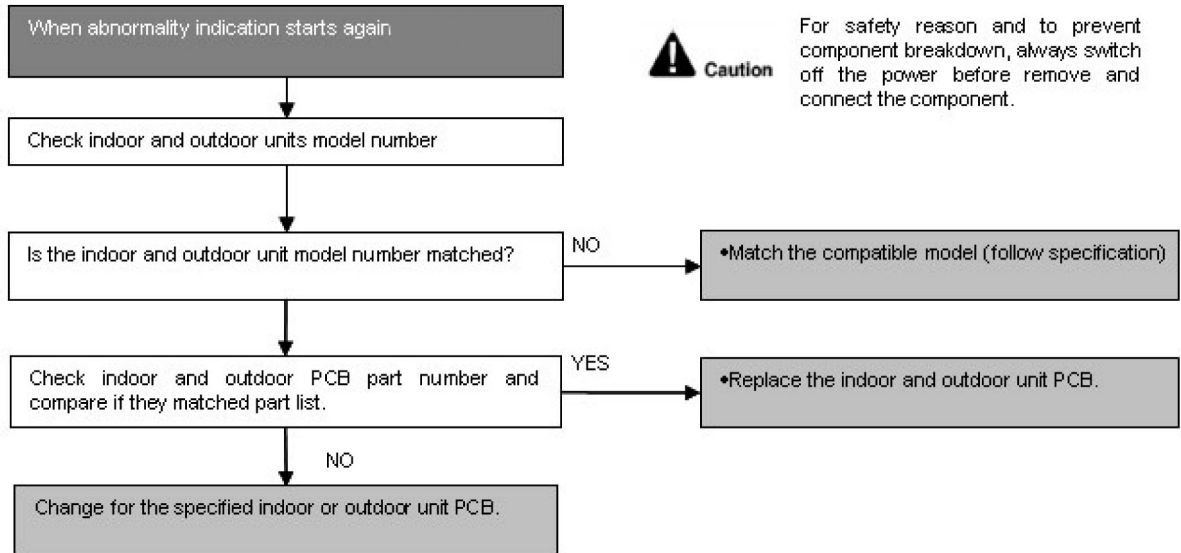 When abnormality indication starts again
For safety reason and to prevent
component breakdown, always switch
off the power before remove and
connect the component.
Caution
Check indoor and outdoor units model number
Is the indoor and outdoor unit model number matched?
NO
•Match the compatible model (follow specification)
Check indoor and outdoor PCB part number and
compare if they matched part list.
YES
•Replace the indoor and outdoor unit PCB.
NO
Change for the specified indoor or outdoor unit PCB.